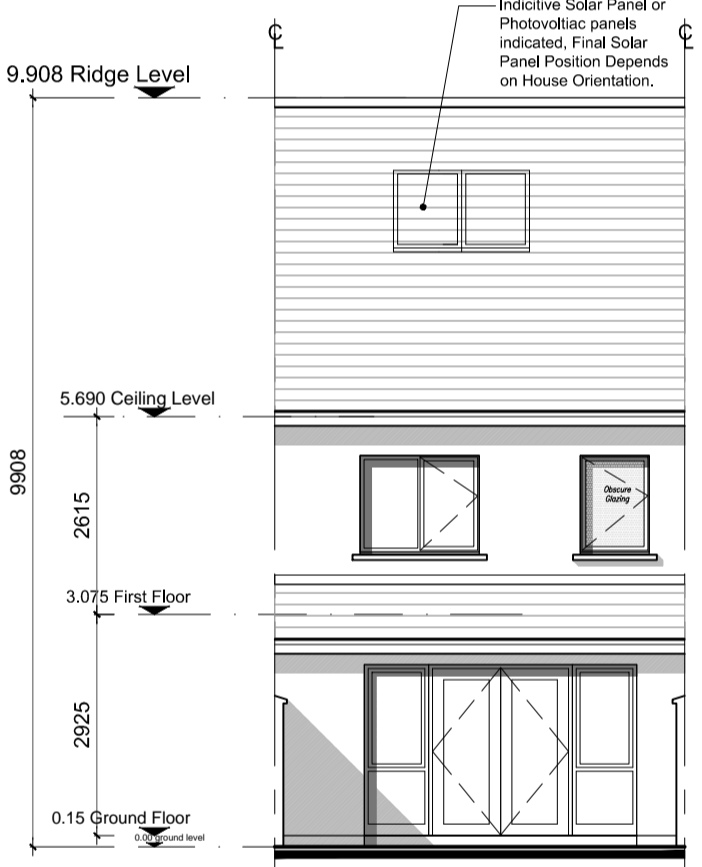 Indicitive Solar Panel or
Photovoltiac panels
indicated, Final Solar
Panel Position Depends
on House Orientation.
℄
℄
9.908 Ridge Level
5.690 Ceiling Level
9908
2615
Obscure
Glazing
3.075 First Floor
2925
0.15 Ground Floor
0.00 ground level